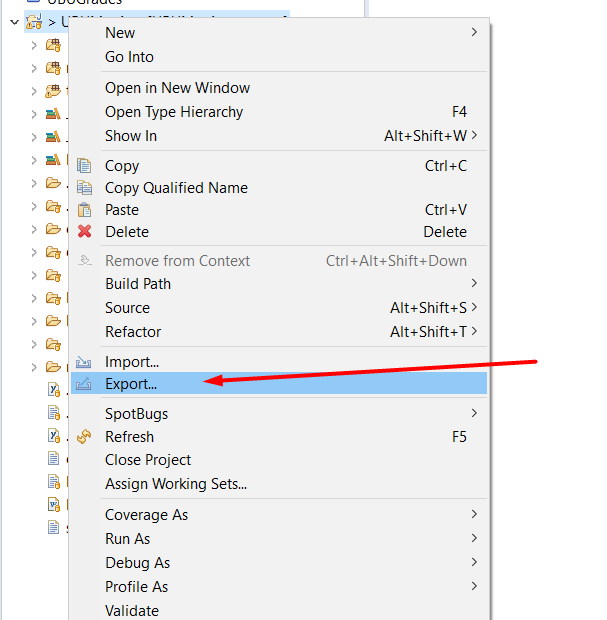 New
Go Into
Open in New Window
Open Type Hierarchy F4
Show In Alt+Shift+W >
Copy Ctrl+C
Copy Qualified Name
Paste Ctrl+V
Delete Delete
Remove from Context Ctrl+Alt+Shift+Down
Build Path
Source Alt+Shift+S >
Refactor Alt+Shift+T >
Import...
Export...
SpotBugs
Refresh F5
Close Project
Assign Working Sets...
Coverage As
Run As
Debug As
Profile As
Validate